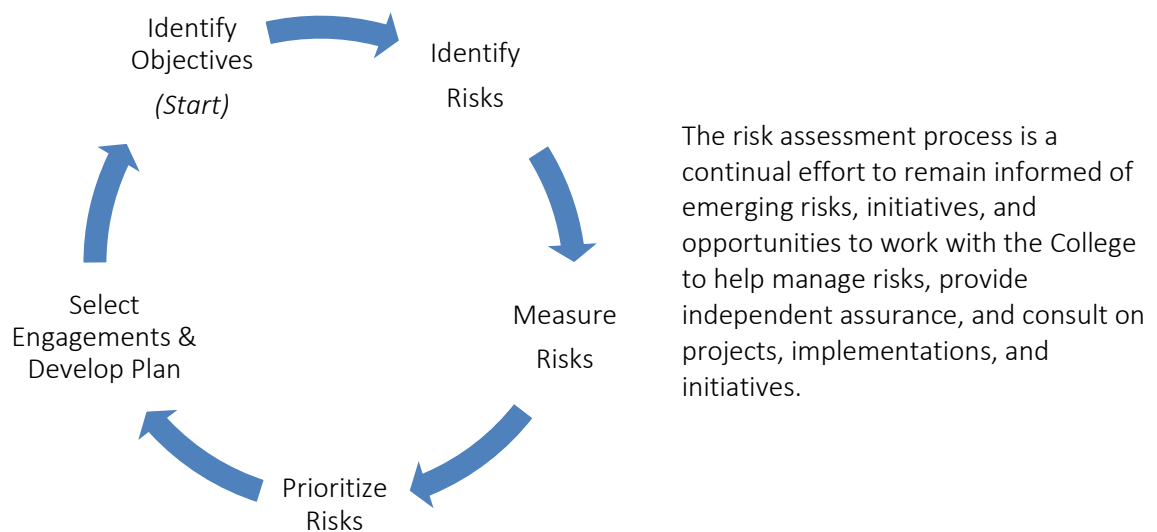 Identify
Objectives
(Start)
Identify
Risks
Measure
Risks
Prioritize
Risks
Select
Engagements &
Develop Plan
The risk assessment process is a
continual effort to remain informed of
emerging risks, initiatives, and
opportunities to work with the College
to help manage risks, provide
independent assurance, and consult on
projects, implementations, and
initiatives.